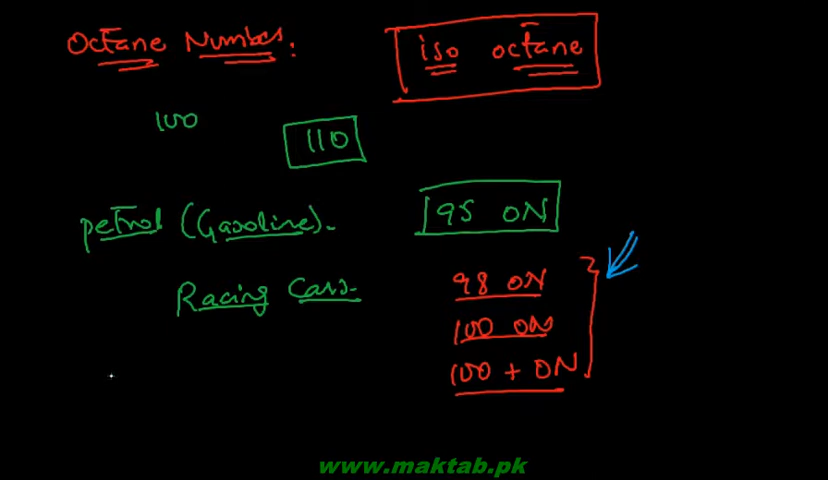 Octane Number:
iso octane
100
110
petrol (Gasoline).
95 ON
Racing Cars.
98 ON
100 ON
100 + ON
www.maktab.pk